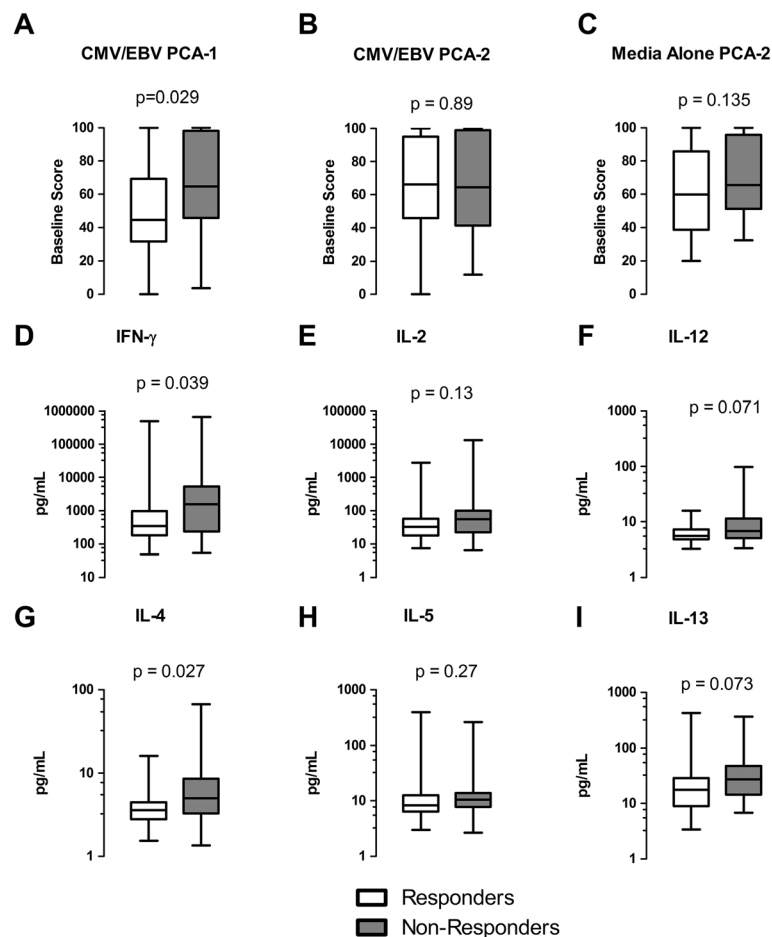 A
CMV/EBV PCA-1
p=0.029
Baseline Score
100
80
60
40
20
0
B
CMV/EBV PCA-2
p = 0.89
Baseline Score
100
80
60
40
20
0
C
Media Alone PCA-2
p = 0.135
Baseline Score
100
80
60
40
20
0
D
IFN-γ
p = 0.039
pg/mL
1000000
100000
10000
1000
100
10
E
IL-2
p = 0.13
pg/mL
100000
10000
1000
100
10
1
F
IL-12
p = 0.071
pg/mL
1000
100
10
1
G
IL-4
p = 0.027
pg/mL
100
10
1
H
IL-5
p = 0.27
pg/mL
1000
100
10
1
I
IL-13
p = 0.073
pg/mL
1000
100
10
1
Responders
Non-Responders